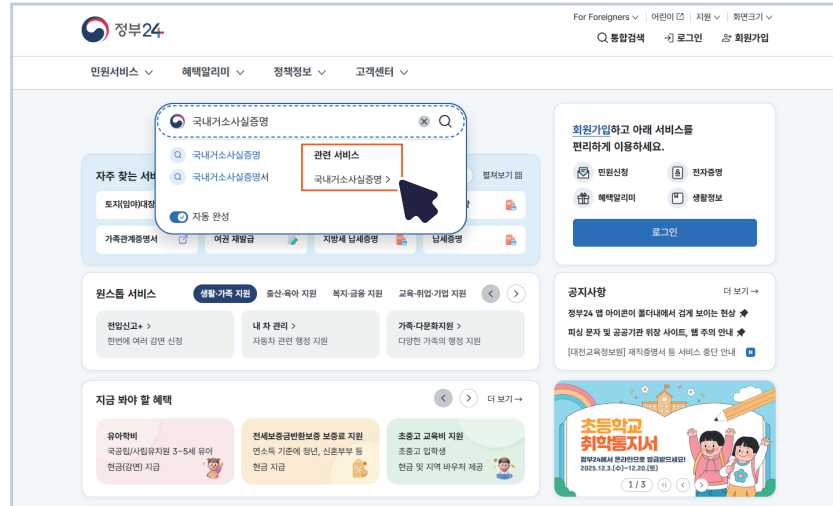 정부24
For Foreigners
어린이
지원
화면크기
통합검색
로그인
회원가입
민원서비스
혜택알리미
정책정보
고객센터
국내거소사실증명
국내거소사실증명
국내거소사실증명서
관련 서비스
국내거소사실증명 >
자동 완성
자주 찾는
펼쳐보기
토지(임야)대장
가족관계증명서
여권 재발급
지방세 납세증명
납세증명
회원가입하고 아래 서비스를
편리하게 이용하세요.
민원신청
전자증명
혜택알리미
생활정보
로그인
원스톱 서비스
생활·가족 지원
출산·육아 지원
복지·금융 지원
교육·취업·기업 지원
전입신고+ >
한번에 여러 감면 신청
내 차 관리 >
자동차 관련 행정 지원
가족·다문화지원 >
다양한 가족의 행정 지원
공지사항
더 보기→
정부24 앱 아이콘이 폴더내에서 검게 보이는 현상
피싱 문자 및 공공기관 위장 사이트, 웹 주의 안내
[대전교육정보원] 재직증명서 등 서비스 중단 안내 N
지금 봐야 할 혜택
더 보기→
유아학비
국공립/사립유치원 3~5세 유아
현금(감면) 지급
전세보증금반환보증 보증료 지원
연소득 기준에 청년, 신혼부부 등
현금 지급
초중고 교육비 지원
초중고 입학생
현금 및 지역 바우처 제공
초등학교
취학통지서
정부24에서 온라인으로 발급받으세요!
2025.12.3.(수)~12.20.(토)
1 / 3